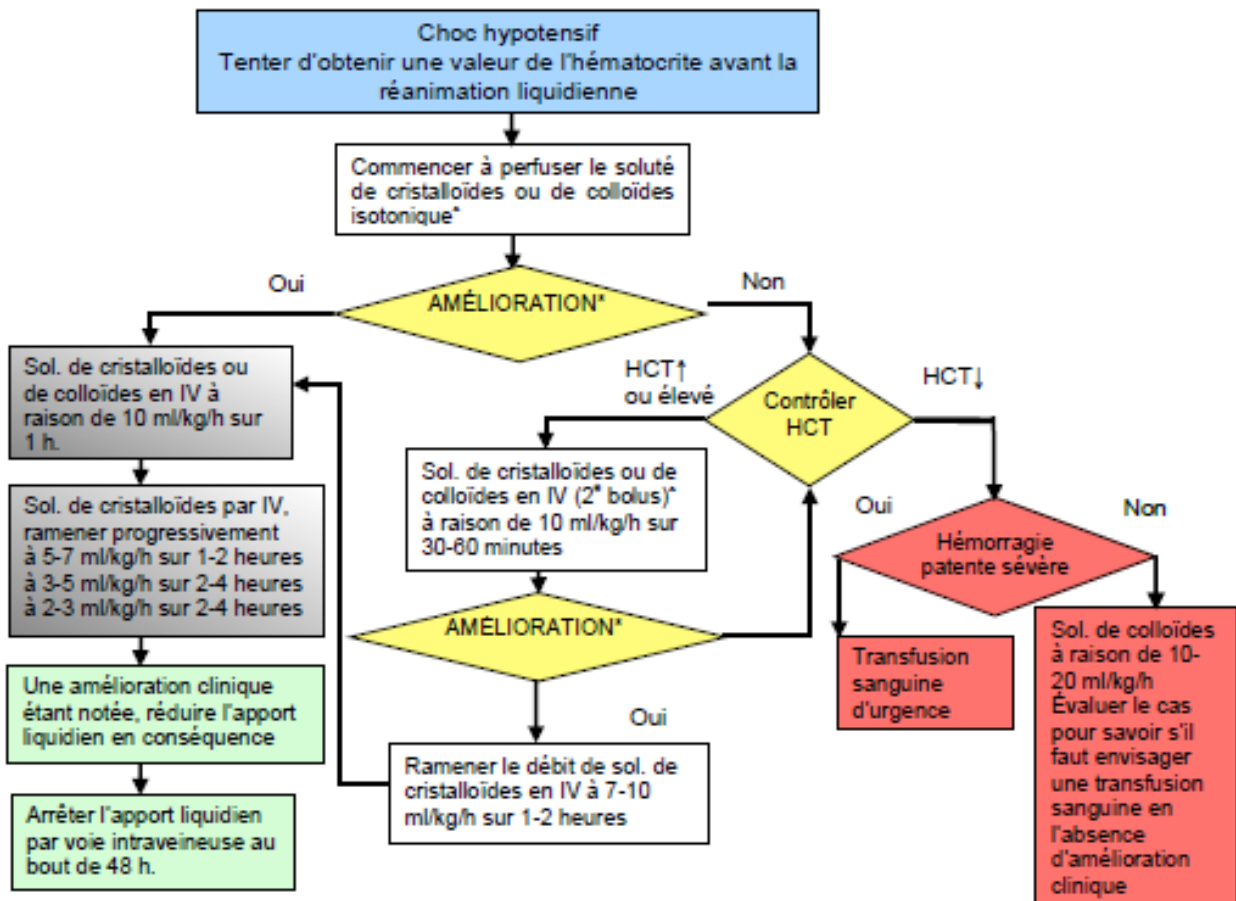 Choc hypotensif
Tenter d'obtenir une valeur de l'hématocrite avant la
réanimation liquidienne
Commencer à perfuser le soluté
de cristalloïdes ou de colloïdes
isotonique*
Oui
AMÉLIORATION*
Non
Sol. de cristalloïdes ou
de colloïdes en IV à
raison de 10 ml/kg/h sur
1 h.
HCT↑
ou élevé
Contrôler
HCT
HCT↓
Sol. de cristalloïdes par IV,
ramener progressivement
à 5-7 ml/kg/h sur 1-2 heures
à 3-5 ml/kg/h sur 2-4 heures
à 2-3 ml/kg/h sur 2-4 heures
Sol. de cristalloïdes ou de
colloïdes en IV (2e bolus)*
à raison de 10 ml/kg/h sur
30-60 minutes
Oui
Hémorragie
patente sévère
Non
AMÉLIORATION*
Une amélioration clinique
étant notée, réduire l'apport
liquidien en conséquence
Oui
Transfusion
sanguine
d'urgence
Sol. de colloïdes
à raison de 10-
20 ml/kg/h
Évaluer le cas
pour savoir s'il
faut envisager
une transfusion
sanguine en
l'absence
d'amélioration
clinique
Ramener le débit de sol. de
cristalloïdes en IV à 7-10
ml/kg/h sur 1-2 heures
Arrêter l'apport liquidien
par voie intraveineuse au
bout de 48 h.